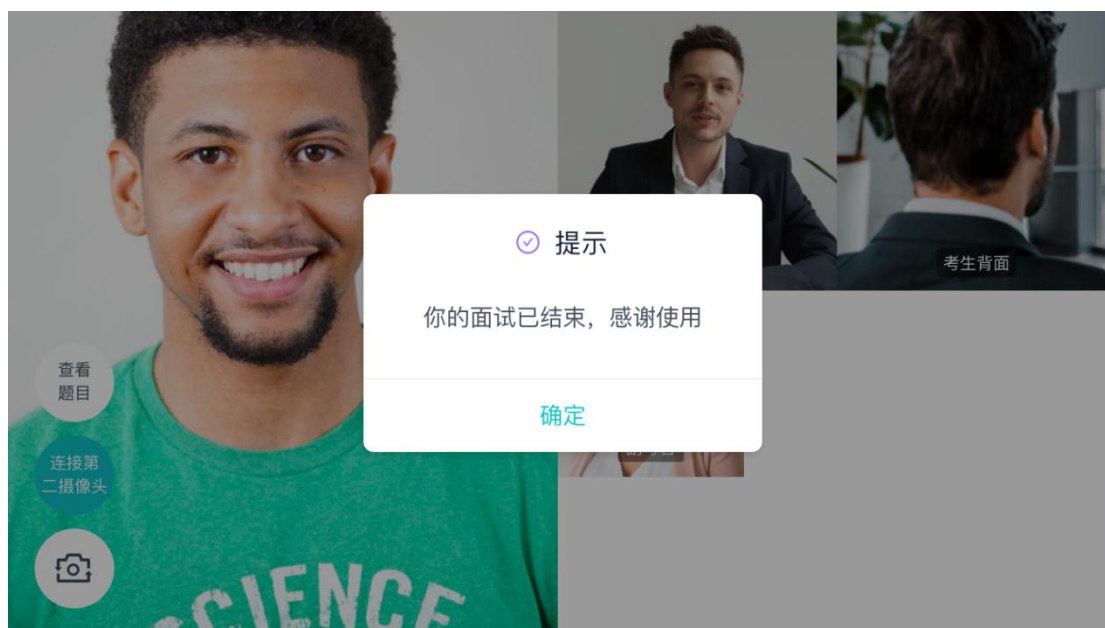 提示
你的面试已结束，感谢使用
确定
考生背面
查看
题目
连接第
二摄像头
SCIENCE